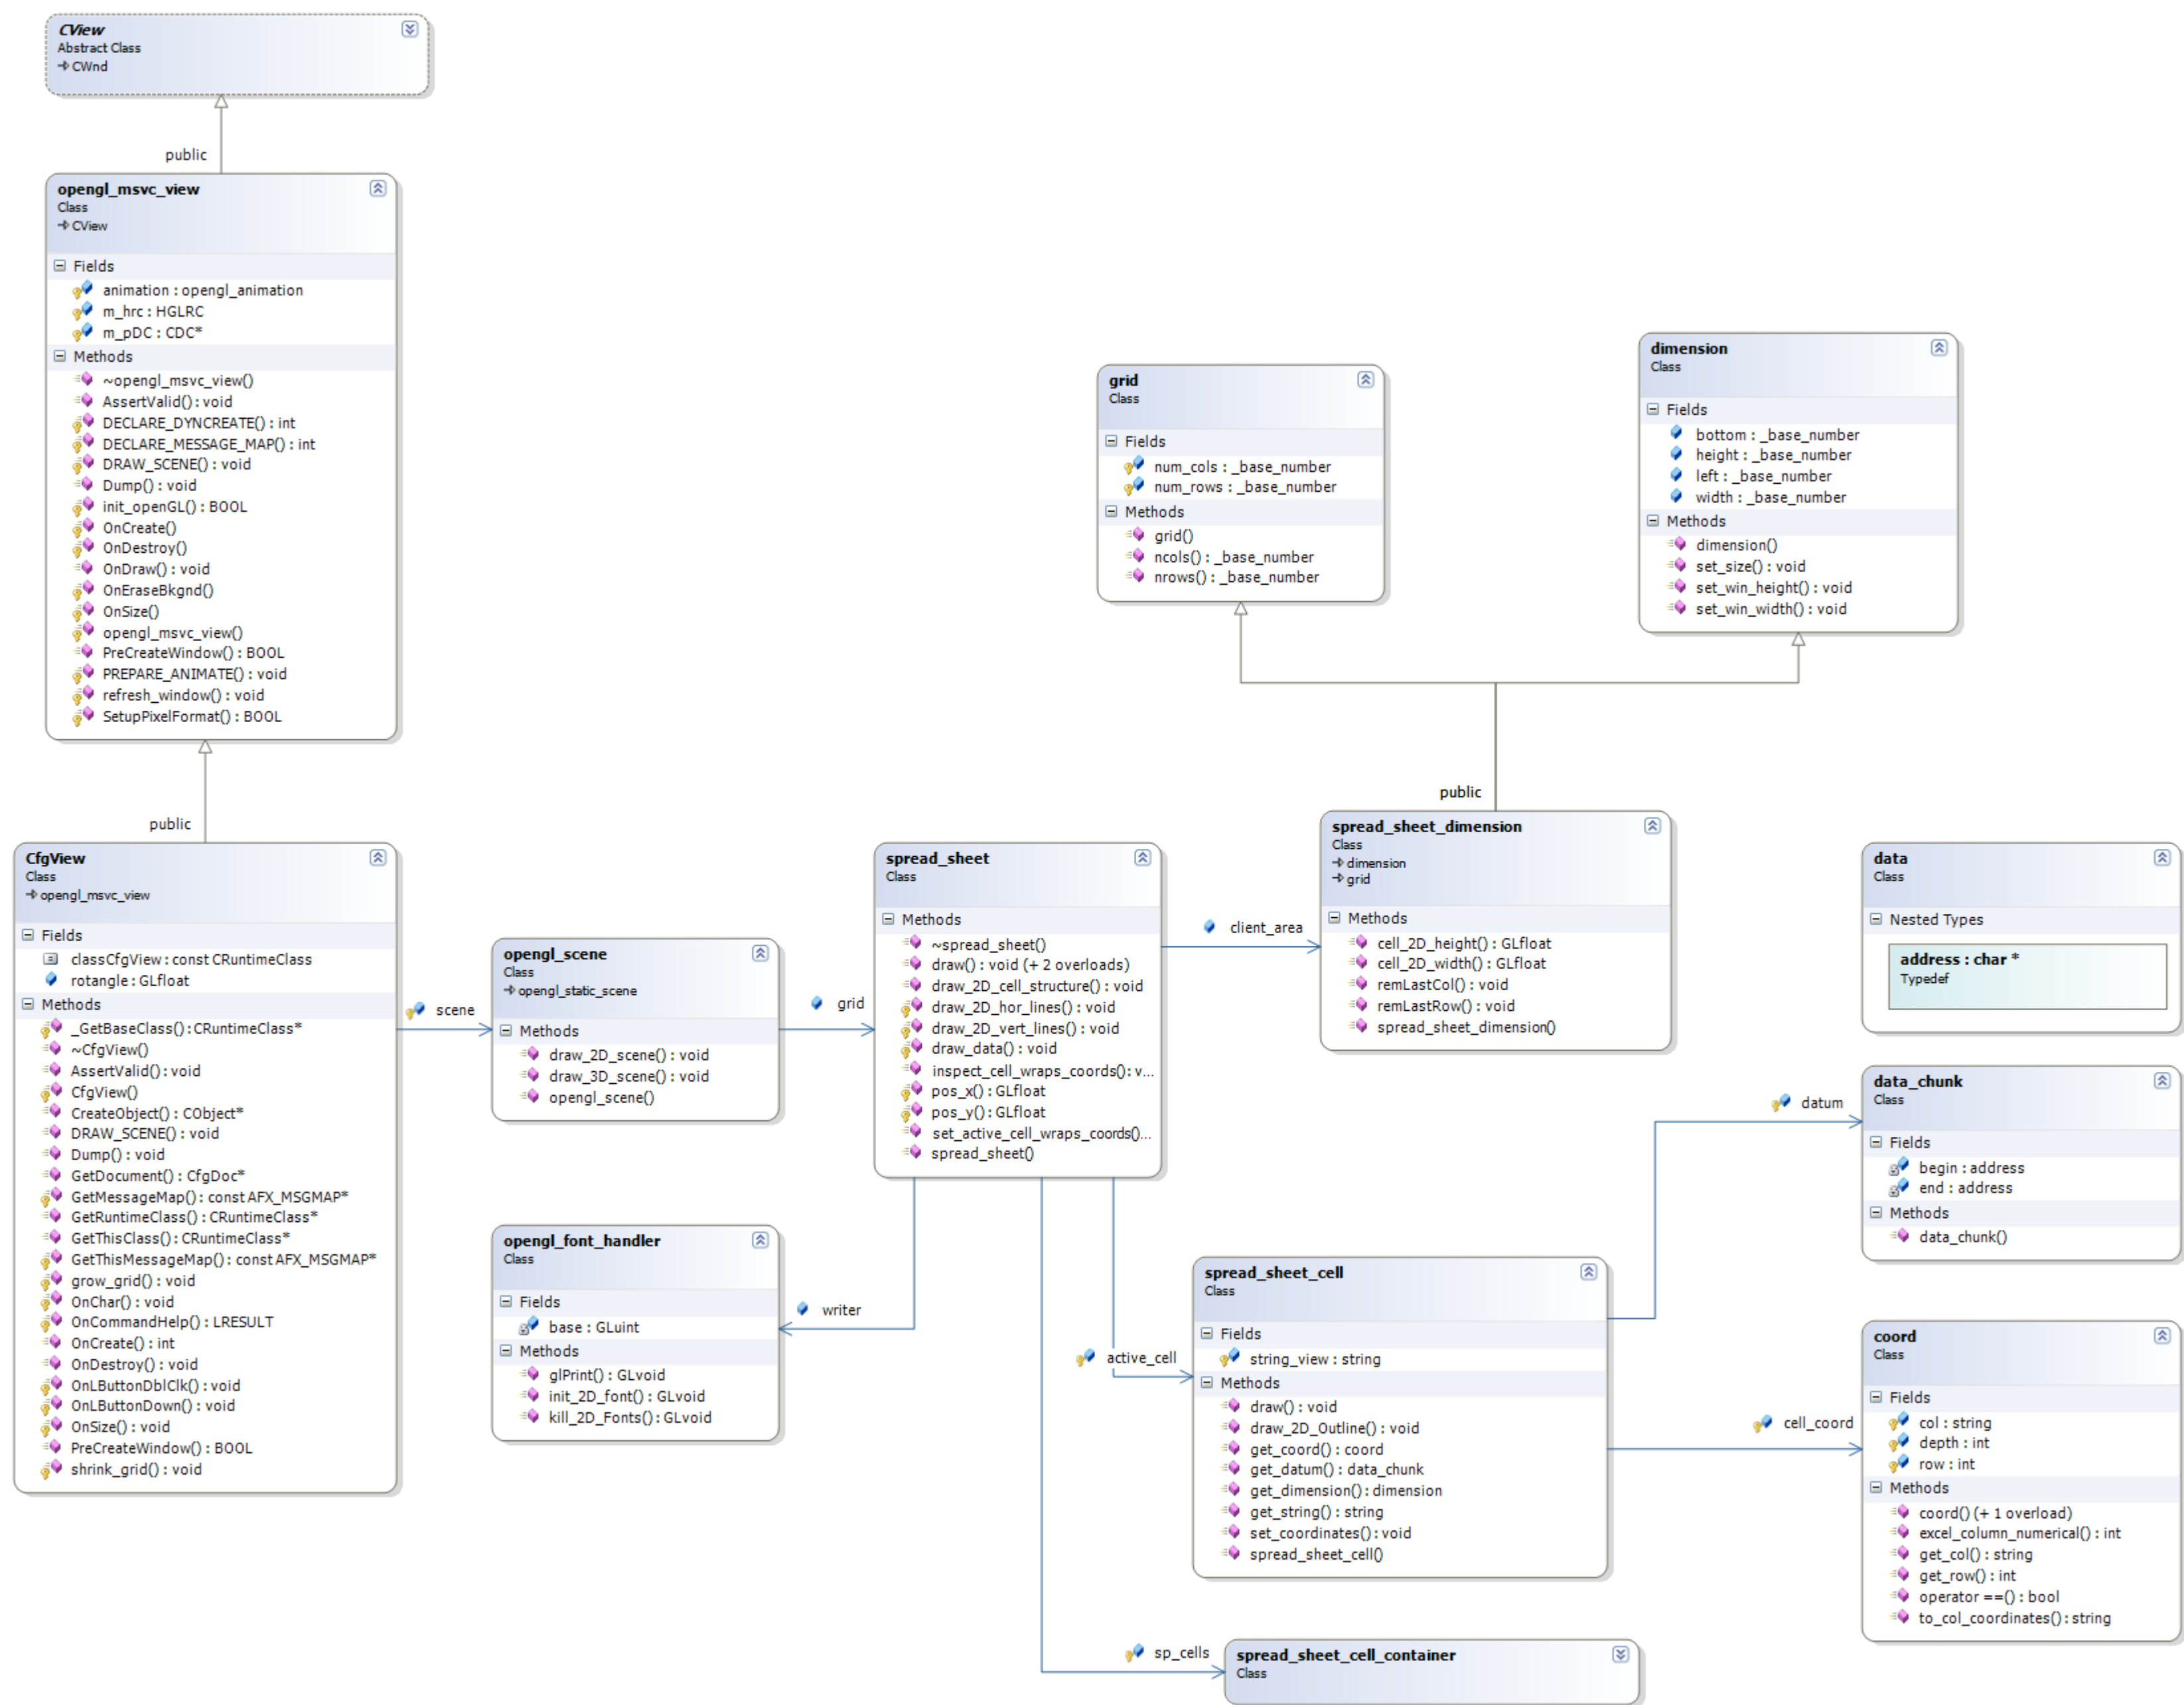 CView
Abstract Class
CWnd
public
opengl_msvc_view
Class
CView
Fields
animation : opengl_animation
m_hrc : HGLRC
m_pDC : CDC*
Methods
~opengl_msvc_view()
AssertValid() : void
DECLARE_DYNCREATE() : int
DECLARE_MESSAGE_MAP() : int
DRAW_SCENE() : void
Dump() : void
init_openGL() : BOOL
OnCreate()
OnDestroy()
OnDraw() : void
OnEraseBkgnd()
OnSize()
opengl_msvc_view()
PreCreateWindow() : BOOL
PREPARE_ANIMATE() : void
refresh_window() : void
SetupPixelFormat() : BOOL
public
CfgView
Class
opengl_msvc_view
Fields
classCfgView : const CRuntimeClass
rotangle : GLfloat
Methods
_GetBaseClass() : CRuntimeClass*
~CfgView()
AssertValid() : void
CfgView()
CreateObject() : CObject*
DRAW_SCENE() : void
Dump() : void
GetDocument() : CfgDoc*
GetMessageMap() : const AFX_MSGMAP*
GetRuntimeClass() : CRuntimeClass*
GetThisClass() : CRuntimeClass*
GetThisMessageMap() : const AFX_MSGMAP*
grow_grid() : void
OnChar() : void
OnCommandHelp() : LRESULT
OnCreate() : int
OnDestroy() : void
OnLButtonDblClk() : void
OnLButtonDown() : void
OnSize() : void
PreCreateWindow() : BOOL
shrink_grid() : void
scene
opengl_scene
Class
opengl_static_scene
Methods
draw_2D_scene() : void
draw_3D_scene() : void
opengl_scene()
grid
opengl_font_handler
Class
Fields
base : GLuint
Methods
glPrint() : GLvoid
init_2D_font() : GLvoid
kill_2D_Fonts() : GLvoid
writer
spread_sheet
Class
Methods
~spread_sheet()
draw() : void (+ 2 overloads)
draw_2D_cell_structure() : void
draw_2D_hor_lines() : void
draw_2D_vert_lines() : void
draw_data() : void
inspect_cell_wraps_coords() : v...
pos_x() : GLfloat
pos_y() : GLfloat
set_active_cell_wraps_coords()...
spread_sheet()
grid
Class
Fields
num_cols : _base_number
num_rows : _base_number
Methods
grid()
ncols() : _base_number
nrows() : _base_number
dimension
Class
Fields
bottom : _base_number
height : _base_number
left : _base_number
width : _base_number
Methods
dimension()
set_size() : void
set_win_height() : void
set_win_width() : void
public
client_area
spread_sheet_dimension
Class
dimension
grid
Methods
cell_2D_height() : GLfloat
cell_2D_width() : GLfloat
remLastCol() : void
remLastRow() : void
spread_sheet_dimension()
active_cell
spread_sheet_cell
Class
Fields
string_view : string
Methods
draw() : void
draw_2D_Outline() : void
get_coord() : coord
get_datum() : data_chunk
get_dimension() : dimension
get_string() : string
set_coordinates() : void
spread_sheet_cell()
sp_cells
spread_sheet_cell_container
Class
data
Class
Nested Types
address : char *
Typedef
datum
data_chunk
Class
Fields
begin : address
end : address
Methods
data_chunk()
cell_coord
coord
Class
Fields
col : string
depth : int
row : int
Methods
coord() (+ 1 overload)
excel_column_numerical() : int
get_col() : string
get_row() : int
operator ==() : bool
to_col_coordinates() : string